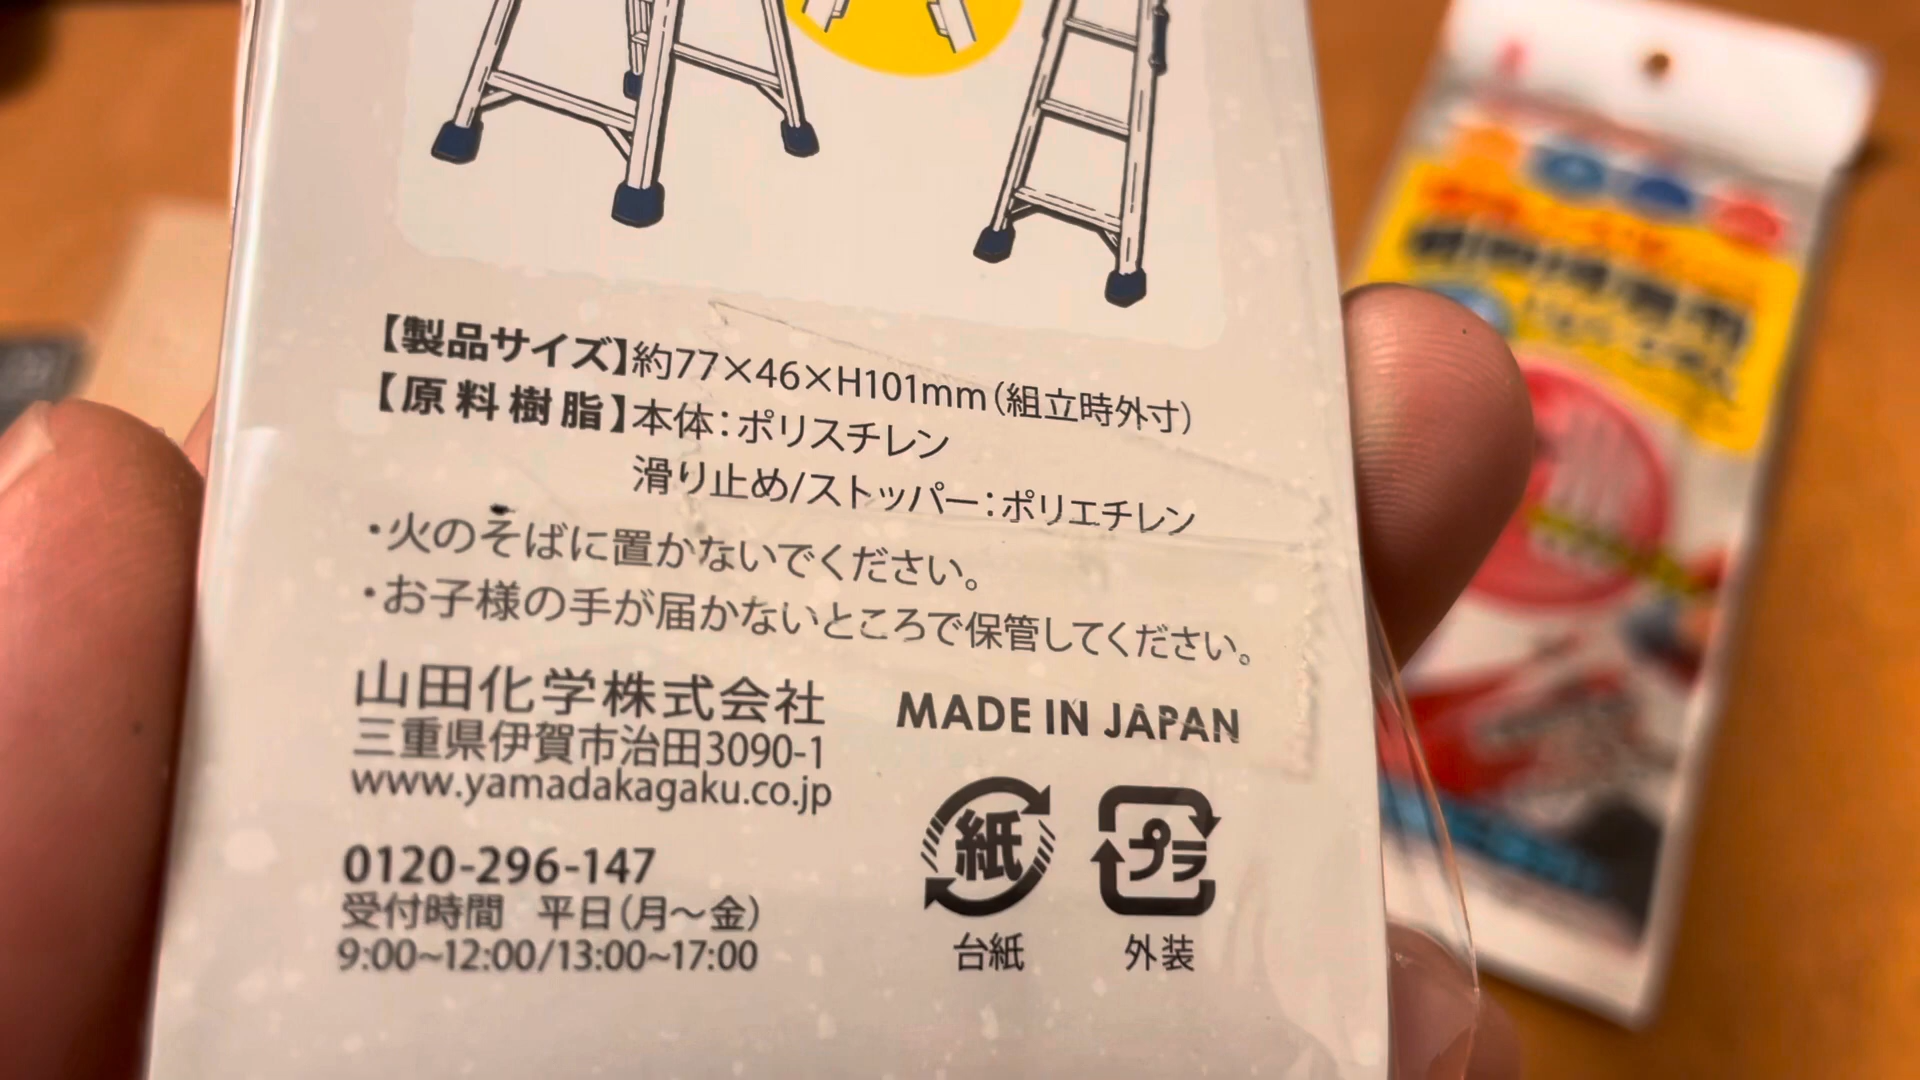 【製品サイズ】約77×46×H101mm（組立時外寸）
【原料樹脂】本体：ポリスチレン
滑り止め/ストッパー：ポリエチレン
・火のそばに置かないでください。
・お子様の手が届かないところで保管してください。
山田化学株式会社
三重県伊賀市治田3090-1
www.yamadakagaku.co.jp
MADE IN JAPAN
0120-296-147
受付時間　平日（月～金）
9:00~12:00/13:00~17:00
紙
プラ
台紙
外装